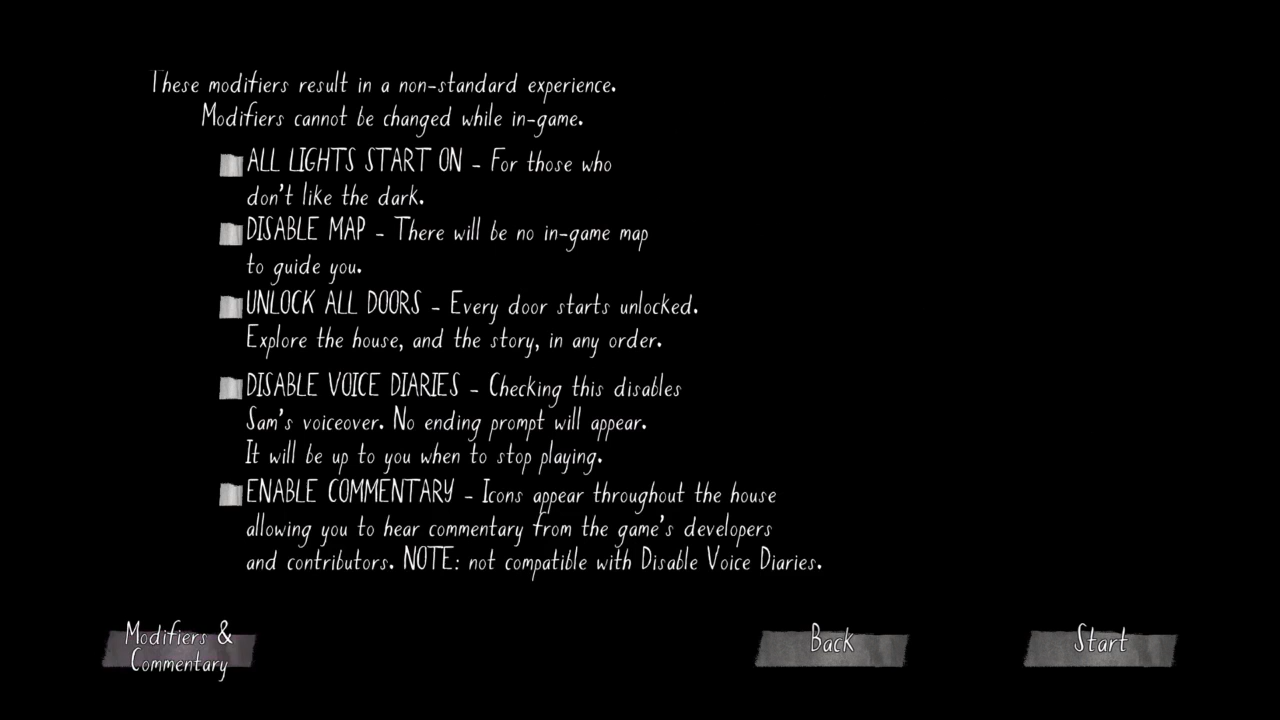 These modifiers result in a non-standard experience.
Modifiers cannot be changed while in-game.
ALL LIGHTS START ON - For those who
don't like the dark.
DISABLE MAP - There will be no in-game map
to guide you.
UNLOCK ALL DOORS - Every door starts unlocked.
Explore the house, and the story, in any order.
DISABLE VOICE DIARIES - Checking this disables
Sam's voiceover. No ending prompt will appear.
It will be up to you when to stop playing.
ENABLE COMMENTARY - Icons appear throughout the house
allowing you to hear commentary from the game's developers
and contributors. NOTE: not compatible with Disable Voice Diaries.
Modifiers &
Commentary
Back
Start